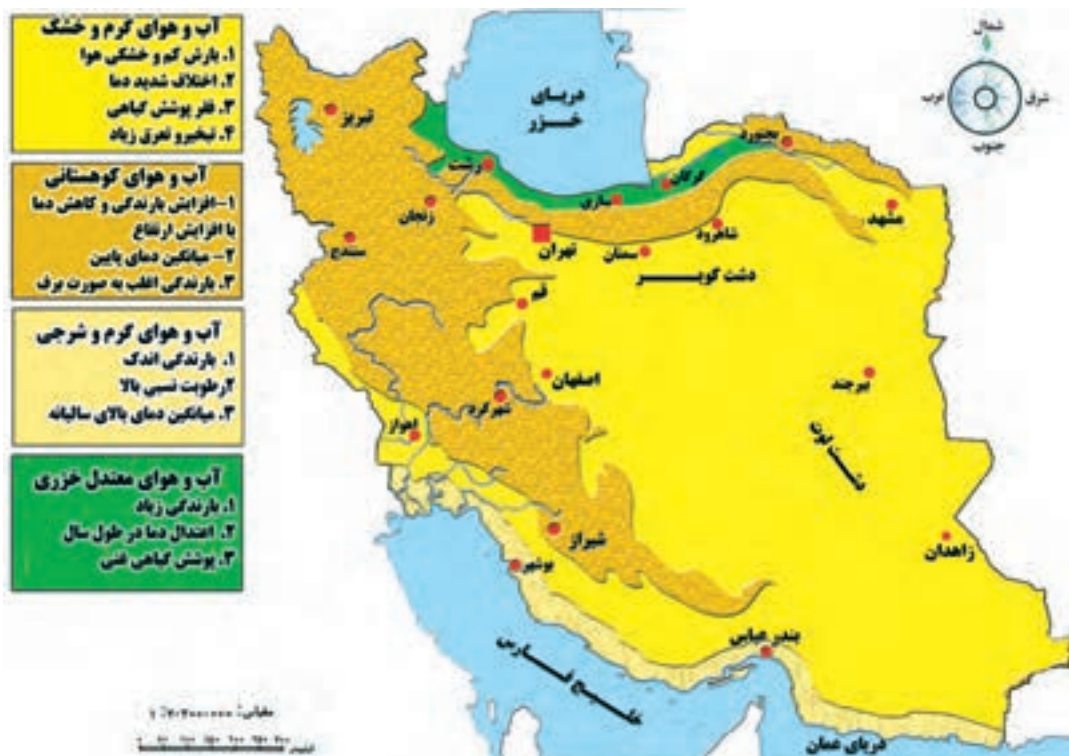 آب و هوای گرم و خشک
۱. بارش کم و خشکی هوا
۲. اختلاف شدید دما
۳. فقر پوشش گیاهی
۴. تبخیر و تعرق زیاد
آب و هوای کوهستانی
۱-افزایش بارندگی و کاهش دما
با افزایش ارتفاع
۲- میانگین دمای پایین
۳. بارندگی اغلب به صورت برف
آب و هوای گرم و شرجی
۱. بارندگی اندک
۲.رطوبت نسبی بالا
۳. میانگین دمای بالای سالیانه
آب و هوای معتدل خزری
۱. بارندگی زیاد
۲. اعتدال دما در طول سال
۳. پوشش گیاهی غنی
شمال
شرق
غرب
جنوب
دریای
خزر
تبریز
رشت
بجنورد
گرگان
ساری
مشهد
زنجان
شاهرود
تهران
سمنان
سنندج
دشت کویر
قم
اصفهان
بیرجند
شهرکرد
اهواز
دشت لوت
شیراز
زاهدان
بوشهر
بندرعباس
خلیج فارس
دریای عمان
مقیاس: